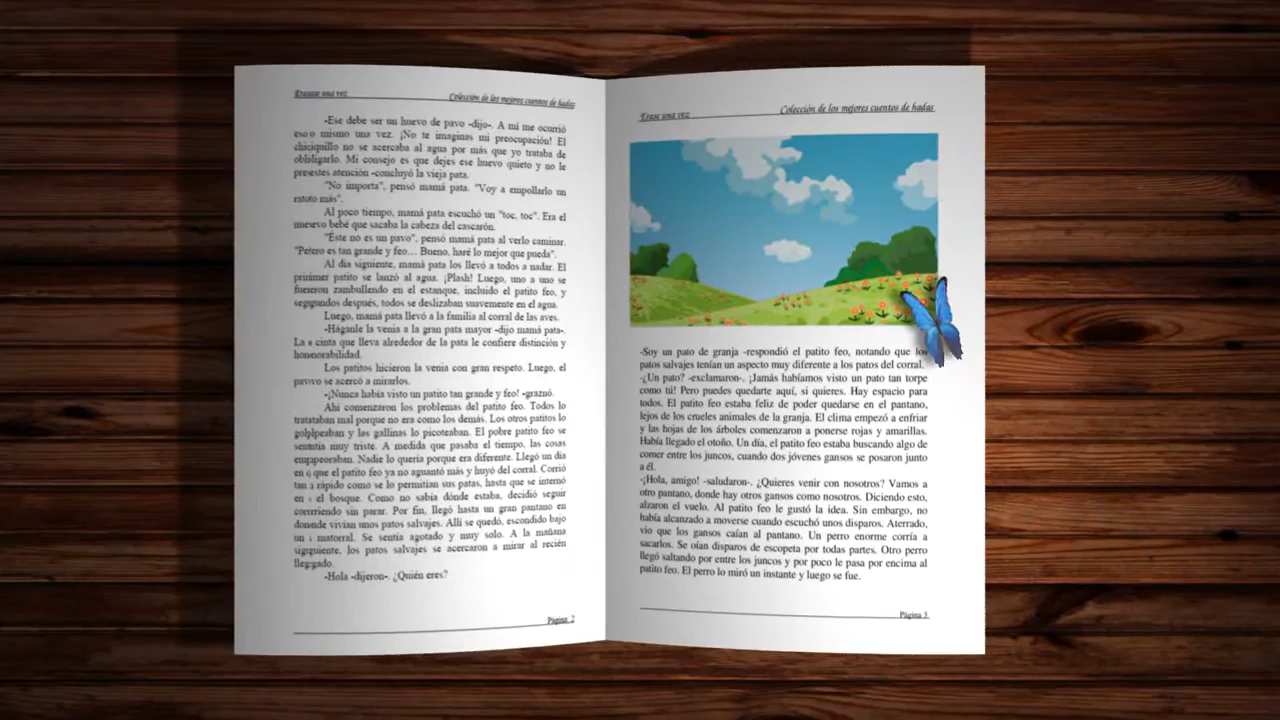 Erasase una vez
Colección de los mejores cuentos de hadas
-Ese debe ser un huevo de pavo -dijo-. A mí me ocurrió
eso o mismo una vez. ¡No te imaginas mi preocupación! El
chiciquillo no se acercaba al agua por más que yo trataba de
oblibligarlo. Mi consejo es que dejes ese huevo quieto y no le
presestes atención -concluyó la vieja pata.
"No importa", pensó mamá pata. "Voy a empollarlo un
ratoto más".
Al poco tiempo, mamá pata escuchó un "toc, toc". Era el
nuevevo bebé que sacaba la cabeza del cascarón.
"Éste no es un pavo", pensó mamá pata al verlo caminar.
"Petero es tan grande y feo... Bueno, haré lo mejor que pueda".
Al día siguiente, mamá pata los llevó a todos a nadar. El
pririmer patito se lanzó al agua. ¡Plash! Luego, uno a uno se
fuereron zambullendo en el estanque, incluido el patito feo, y
segigundos después, todos se deslizaban suavemente en el agua.
Luego, mamá pata llevó a la familia al corral de las aves.
-Háganle la venia a la gran pata mayor -dijo mamá pata-.
La a cinta que lleva alrededor de la pata le confiere distinción y
hononorabilidad.
Los patitos hicieron la venia con gran respeto. Luego, el
pavavo se acercó a mirarlos.
-¡Nunca había visto un patito tan grande y feo! -graznó.
Ahí comenzaron los problemas del patito feo. Todos lo
tratataban mal porque no era como los demás. Los otros patitos lo
golplpeaban y las gallinas lo picoteaban. El pobre patito feo se
sentntía muy triste. A medida que pasaba el tiempo, las cosas
empapeoraban. Nadie lo quería porque era diferente. Llegó un día
en q que el patito feo ya no aguantó más y huyó del corral. Corrió
tan a rápido como se lo permitían sus patas, hasta que se internó
en e el bosque. Como no sabía dónde estaba, decidió seguir
corrriendo sin parar. Por fin, llegó hasta un gran pantano en
dondnde vivían unos patos salvajes. Allí se quedó, escondido bajo
un i matorral. Se sentía agotado y muy solo. A la mañana
sigiguiente, los patos salvajes se acercaron a mirar al recién
llegegado.
-Hola -dijeron-. ¿Quién eres?
Página 2
Erase una vez
Colección de los mejores cuentos de hadas
-Soy un pato de granja -respondió el patito feo, notando que los
patos salvajes tenían un aspecto muy diferente a los patos del corral.
-¿Un pato? -exclamaron-. ¡Jamás habíamos visto un pato tan torpe
como tú! Pero puedes quedarte aquí, si quieres. Hay espacio para
todos. El patito feo estaba feliz de poder quedarse en el pantano,
lejos de los crueles animales de la granja. El clima empezó a enfriar
y las hojas de los árboles comenzaron a ponerse rojas y amarillas.
Había llegado el otoño. Un día, el patito feo estaba buscando algo de
comer entre los juncos, cuando dos jóvenes gansos se posaron junto
a él.
-¡Hola, amigo! -saludaron-. ¿Quieres venir con nosotros? Vamos a
otro pantano, donde hay otros gansos como nosotros. Diciendo esto,
alzaron el vuelo. Al patito feo le gustó la idea. Sin embargo, no
había alcanzado a moverse cuando escuchó unos disparos. Aterrado,
vio que los gansos caían al pantano. Un perro enorme corría a
sacarlos. Se oían disparos de escopeta por todas partes. Otro perro
llegó saltando por entre los juncos y por poco le pasa por encima al
patito feo. El perro lo miró un instante y luego se fue.
Página 3